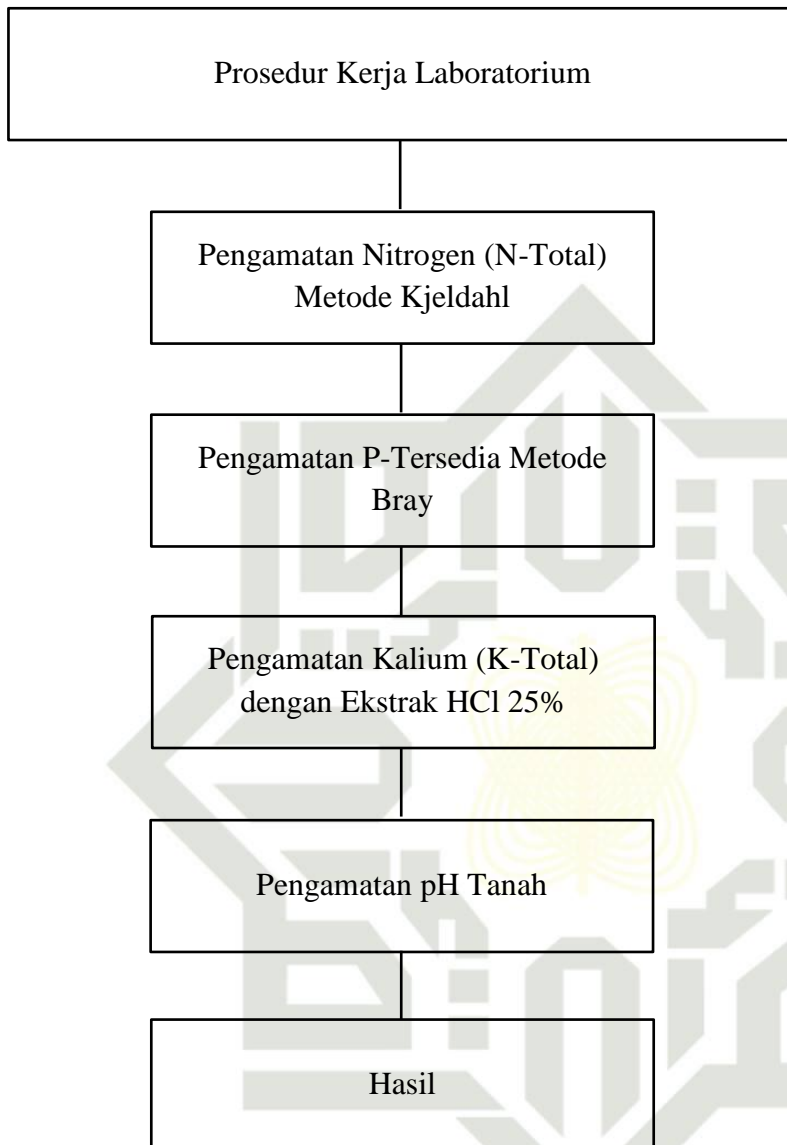 Prosedur Kerja Laboratorium
Pengamatan Nitrogen (N-Total)
Metode Kjeldahl
Pengamatan P-Tersedia Metode
Bray
Pengamatan Kalium (K-Total)
dengan Ekstrak HCl 25%
Pengamatan pH Tanah
Hasil